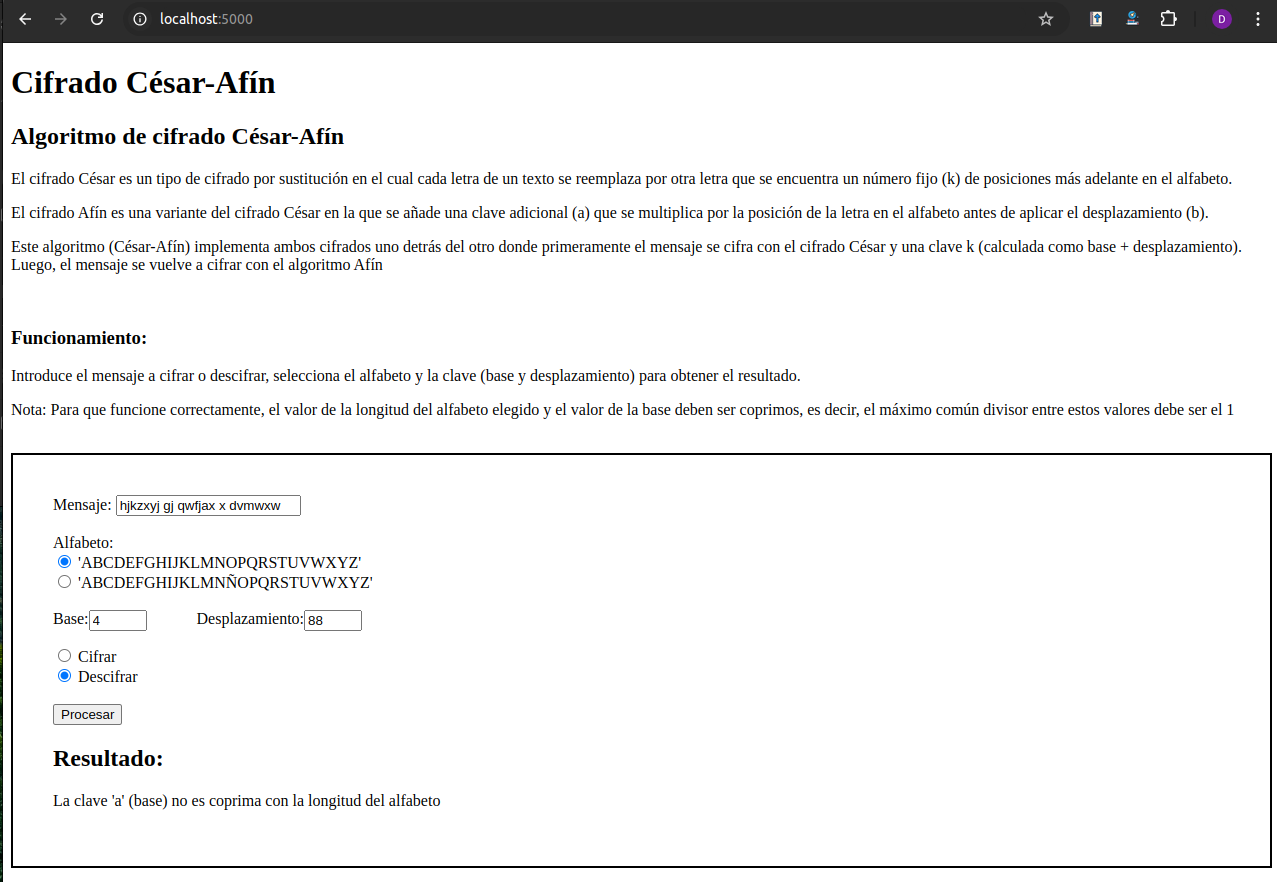 localhost:5000
D
Cifrado César-Afín
Algoritmo de cifrado César-Afín
El cifrado César es un tipo de cifrado por sustitución en el cual cada letra de un texto se reemplaza por otra letra que se encuentra un número fijo (k) de posiciones más adelante en el alfabeto.
El cifrado Afín es una variante del cifrado César en la que se añade una clave adicional (a) que se multiplica por la posición de la letra en el alfabeto antes de aplicar el desplazamiento (b).
Este algoritmo (César-Afín) implementa ambos cifrados uno detrás del otro donde primeramente el mensaje se cifra con el cifrado César y una clave k (calculada como base + desplazamiento).
Luego, el mensaje se vuelve a cifrar con el algoritmo Afín
Funcionamiento:
Introduce el mensaje a cifrar o descifrar, selecciona el alfabeto y la clave (base y desplazamiento) para obtener el resultado.
Nota: Para que funcione correctamente, el valor de la longitud del alfabeto elegido y el valor de la base deben ser coprimos, es decir, el máximo común divisor entre estos valores debe ser el 1
Mensaje: hjkzxyj gj qwfjax x dvmwxw
Alfabeto:
'ABCDEFGHIJKLMNOPQRSTUVWXYZ'
'ABCDEFGHIJKLMNÑOPQRSTUVWXYZ'
Base: 4 Desplazamiento: 88
Cifrar
Descifrar
Procesar
Resultado:
La clave 'a' (base) no es coprima con la longitud del alfabeto